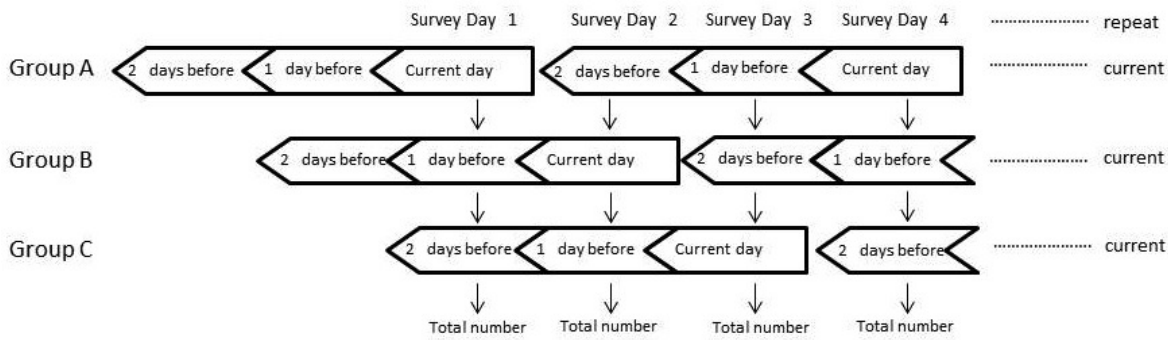 Survey Day 1 Survey Day 2 Survey Day 3 Survey Day 4 .................. repeat
Group A 2 days before 1 day before Current day 2 days before 1 day before Current day .................. current
Group B 2 days before 1 day before Current day 2 days before 1 day before .................. current
Group C 2 days before 1 day before Current day 2 days before .................. current
Total number Total number Total number Total number